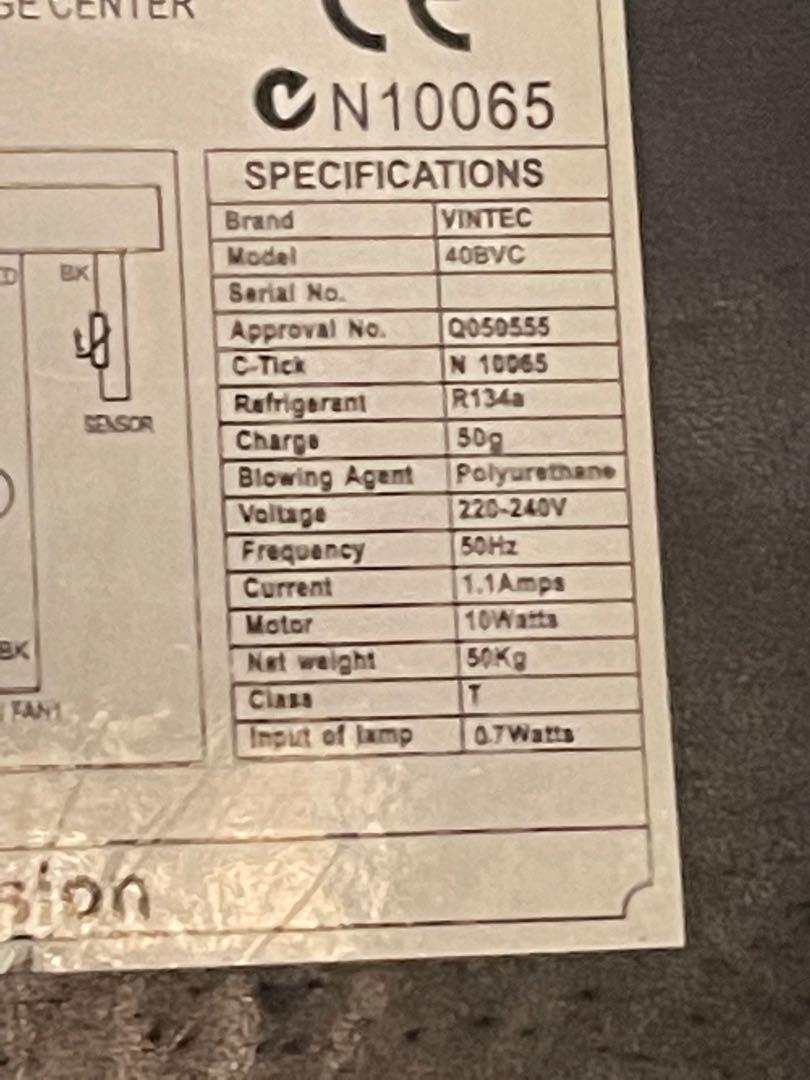 GE CENTER
CE
N10065
SPECIFICATIONS
Brand VINTEC
Model 40BVC
Serial No.
Approval No. Q050555
C-Tick N 10065
Refrigerant R134a
Charge 50g
Blowing Agent Polyurethane
Voltage 220-240V
Frequency 50Hz
Current 1.1Amps
Motor 10Watts
Net weight 50Kg
Class T
Input of lamp 0.7Watts
BK
SENSOR
BK
FAN1
sion